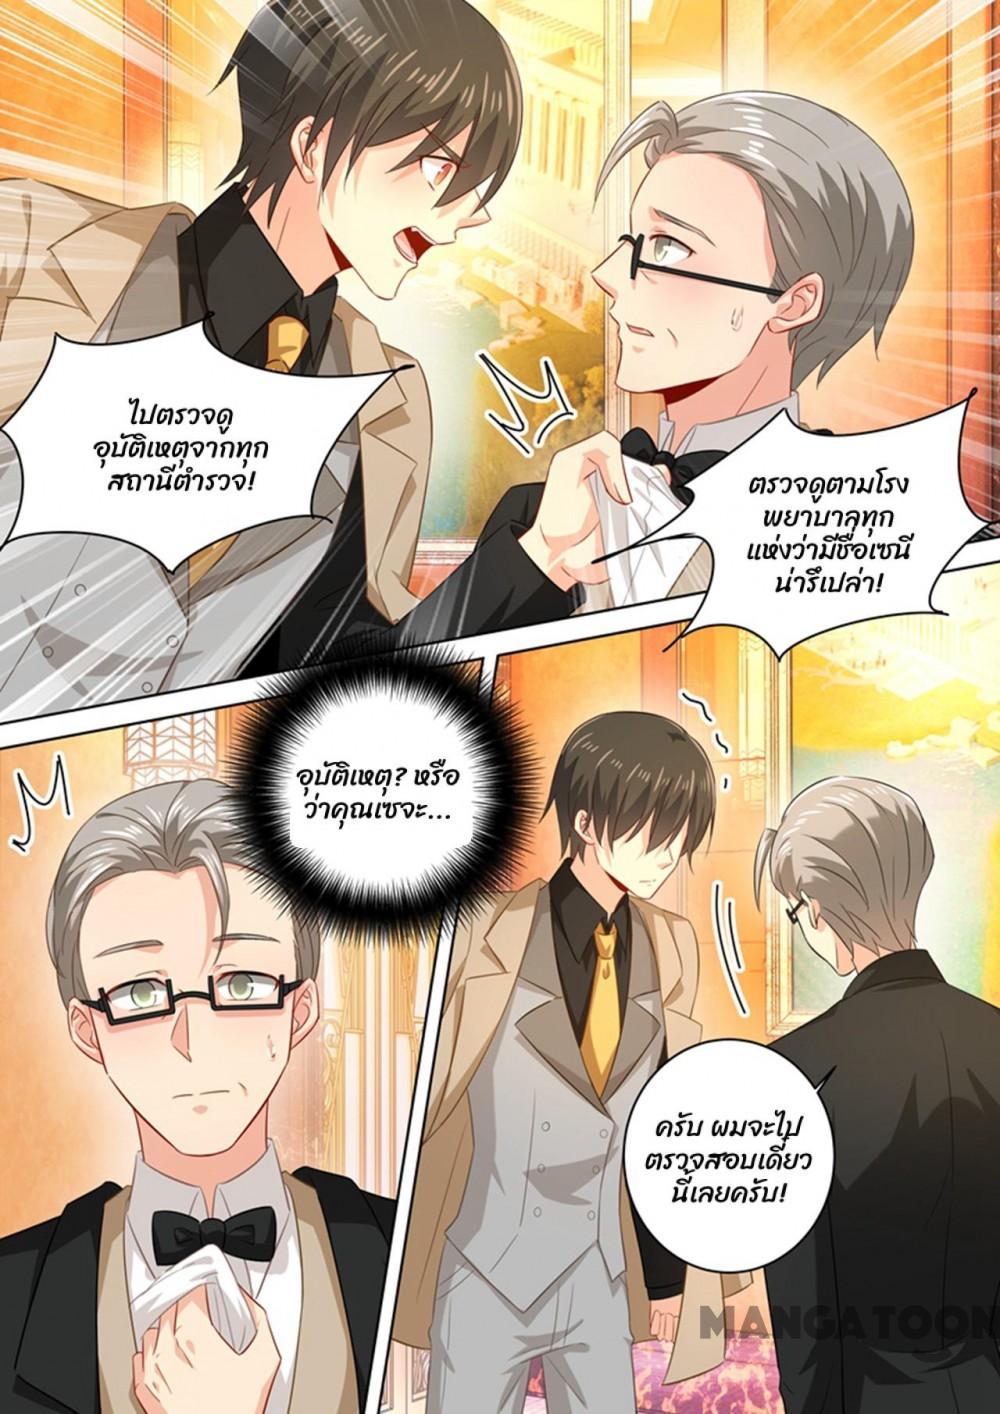 ไปตรวจดู
อุบัติเหตุจากทุก
สถานีตำรวจ!
ตรวจดูตามโรง
พยาบาลทุก
แห่งว่ามีชื่อเซนี
น่ารึเปล่า!
อุบัติเหตุ? หรือ
ว่าคุณเซจะ...
ครับ ผมจะไป
ตรวจสอบเดี๋ยว
นี้เลยครับ!
MANGATOON